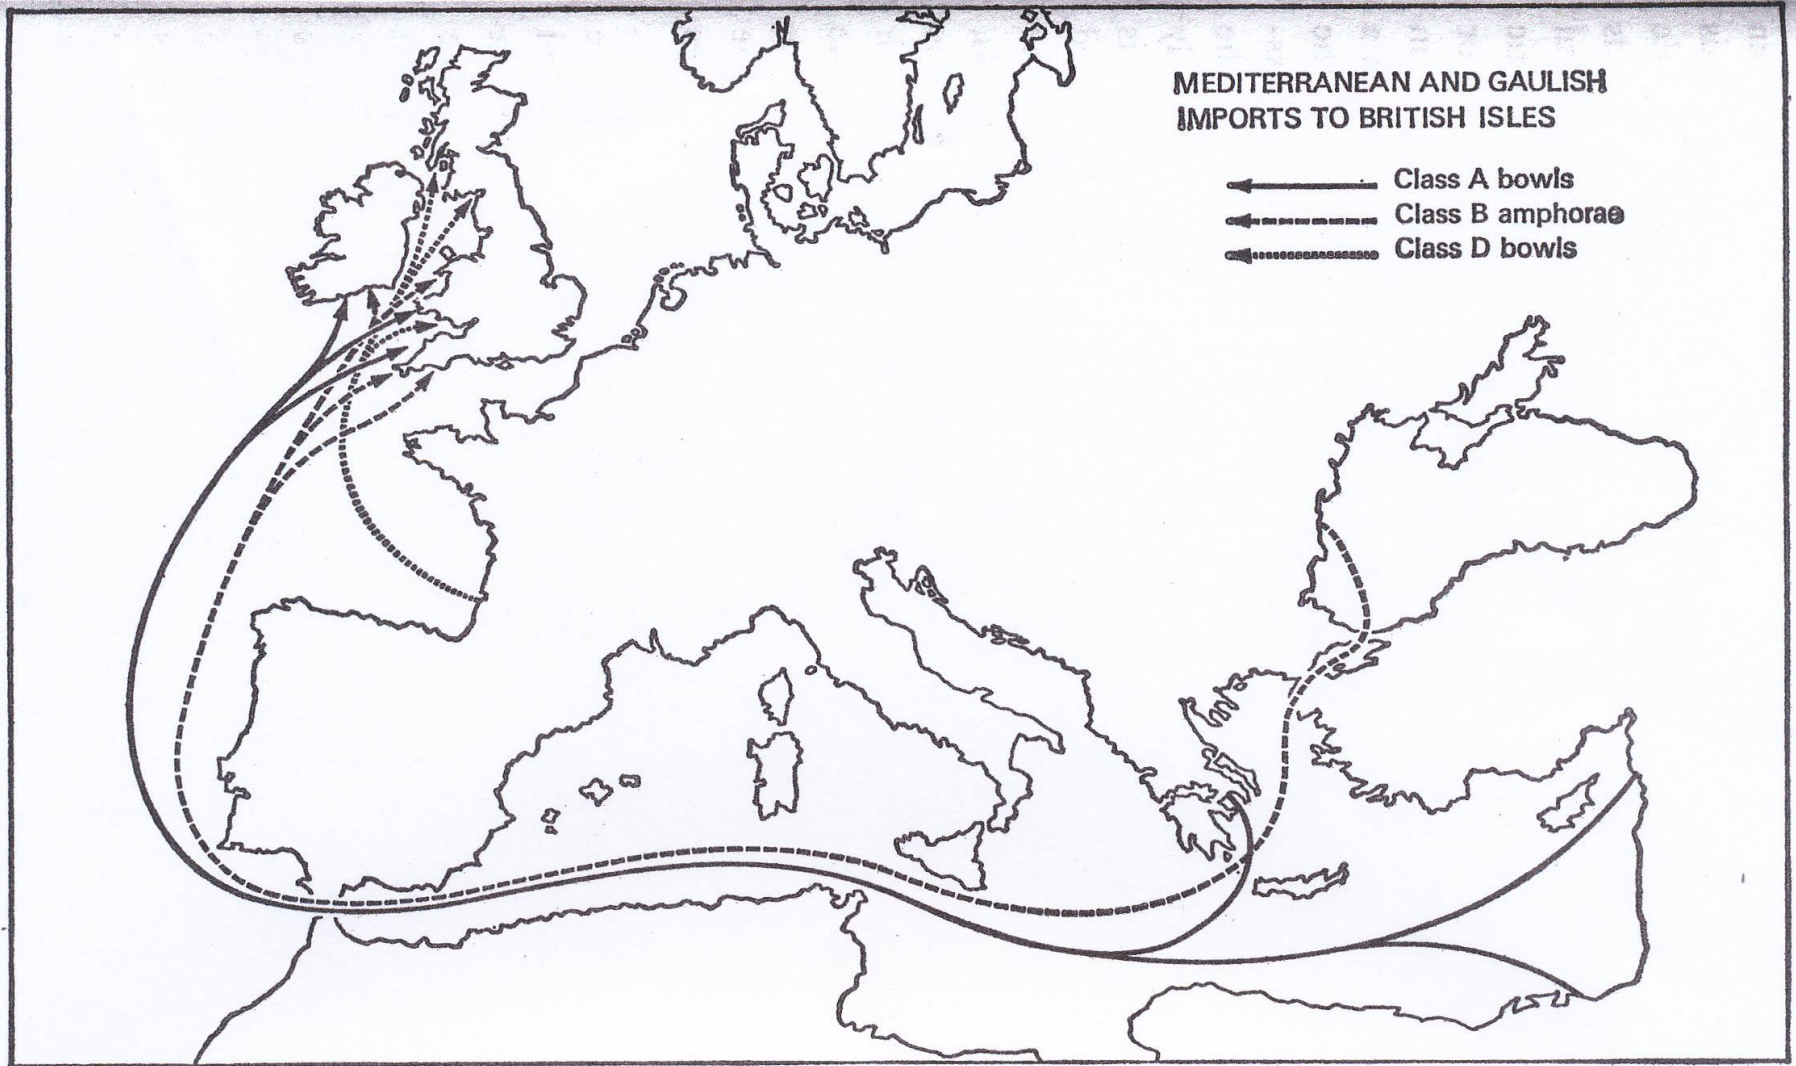 MEDITERRANEAN AND GAULISH
IMPORTS TO BRITISH ISLES
Class A bowls
Class B amphorae
Class D bowls